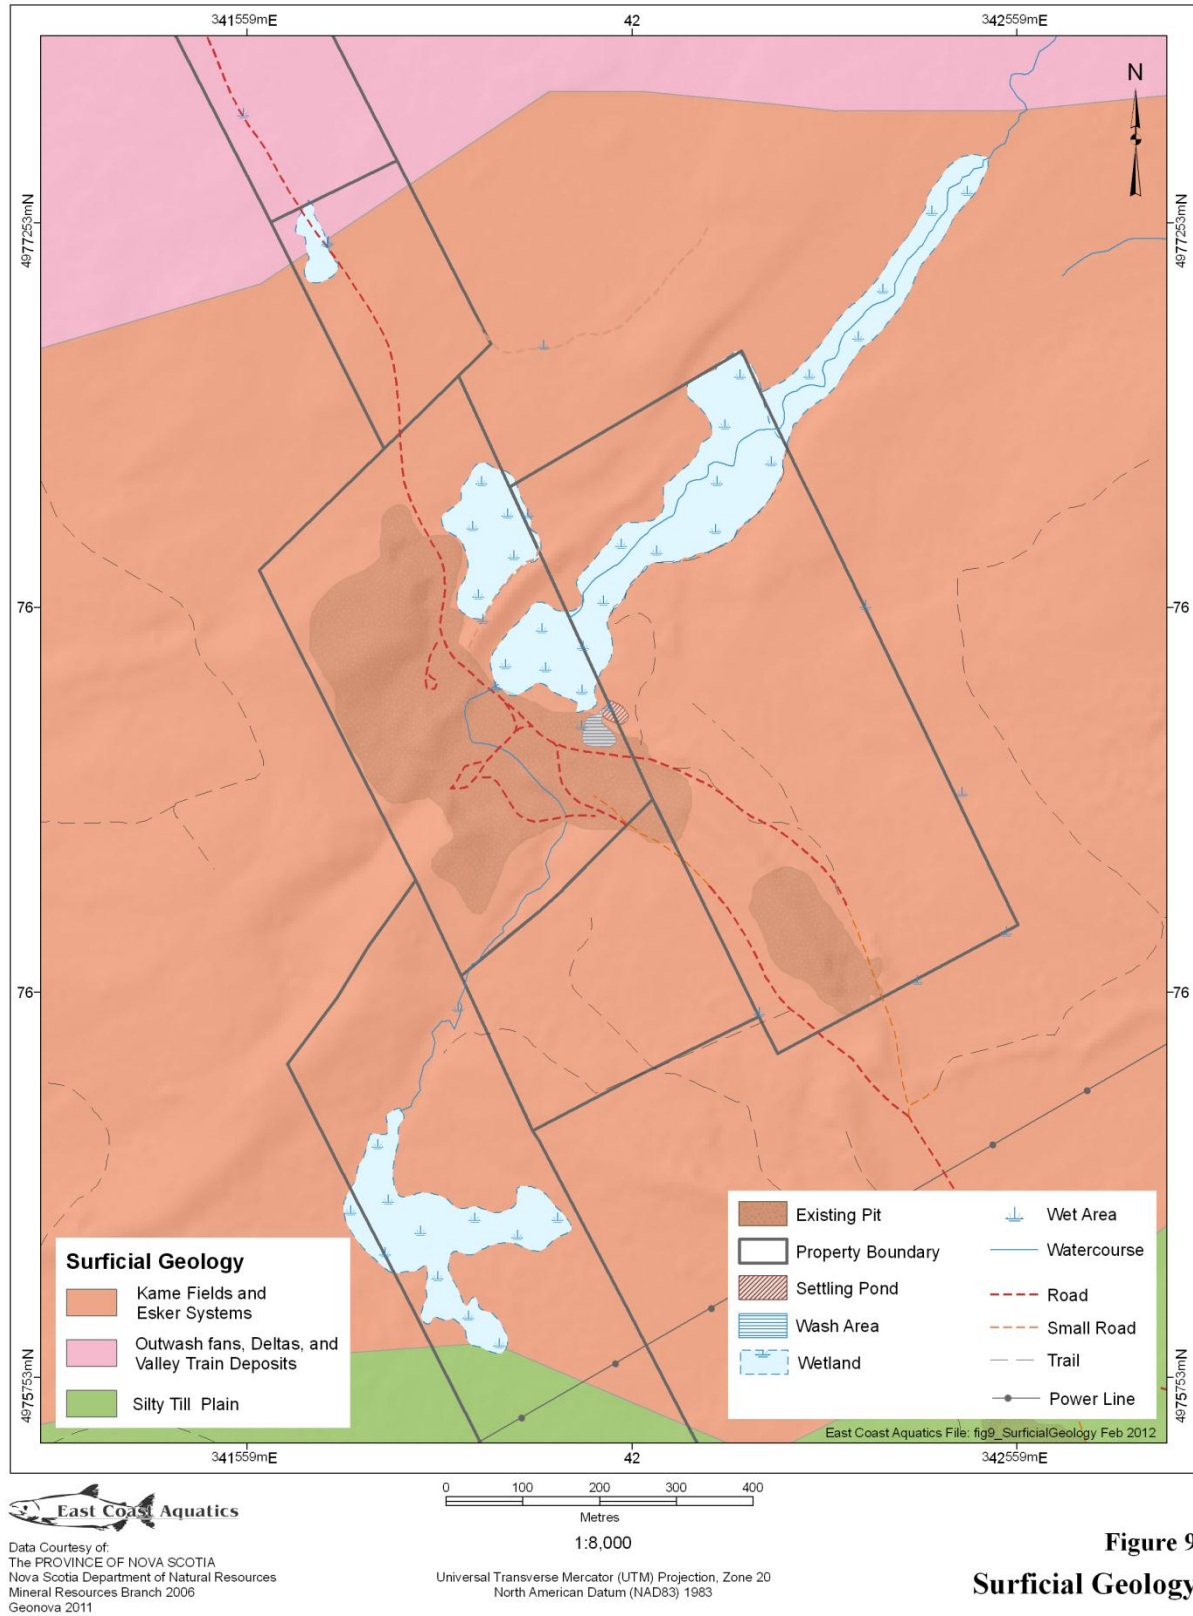 341559mE
42
342559mE
N
4977253mN
4977253mN
76
76
76
76
4975753mN
4975753mN
Surficial Geology
Kame Fields and
Esker Systems
Outwash fans, Deltas, and
Valley Train Deposits
Silty Till Plain
Existing Pit
Property Boundary
Settling Pond
Wash Area
Wetland
Wet Area
Watercourse
Road
Small Road
Trail
Power Line
East Coast Aquatics File: fig9_SurficialGeology Feb 2012
341559mE
42
342559mE
East Coast Aquatics
Data Courtesy of:
The PROVINCE OF NOVA SCOTIA
Nova Scotia Department of Natural Resources
Mineral Resources Branch 2006
Geonova 2011
0 100 200 300 400
Metres
1:8,000
Universal Transverse Mercator (UTM) Projection, Zone 20
North American Datum (NAD83) 1983
Figure 9
Surficial Geology